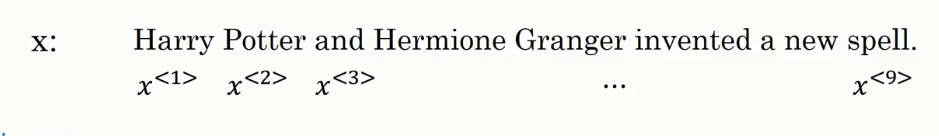 x: Harry Potter and Hermione Granger invented a new spell.
x<1> x<2> x<3> ... x<9>